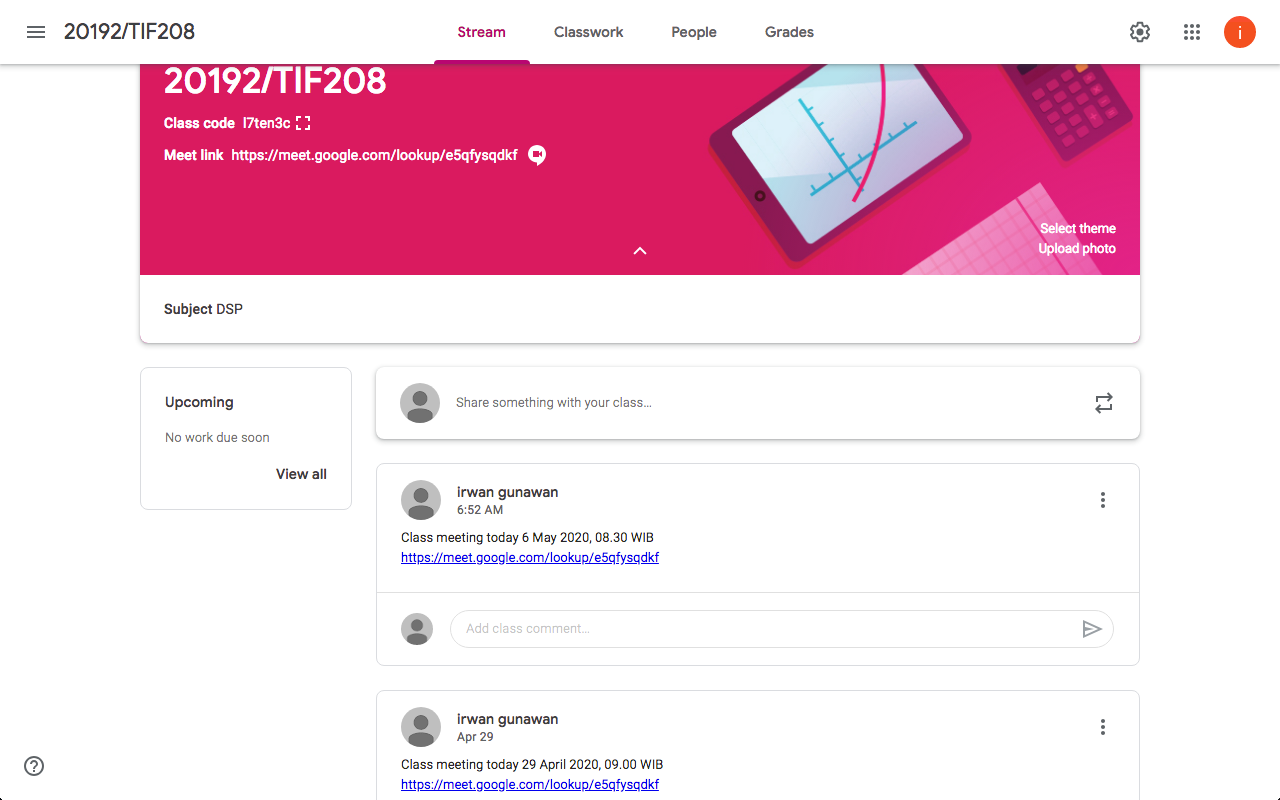 20192/TIF208
Stream
Classwork
People
Grades
i
20192/TIF208
Class code l7ten3c
Meet link https://meet.google.com/lookup/e5qfysqdkf
Select theme
Upload photo
Subject DSP
Upcoming
No work due soon
View all
Share something with your class...
irwan gunawan
6:52 AM
Class meeting today 6 May 2020, 08.30 WIB
https://meet.google.com/lookup/e5qfysqdkf
Add class comment...
irwan gunawan
Apr 29
Class meeting today 29 April 2020, 09.00 WIB
https://meet.google.com/lookup/e5qfysqdkf